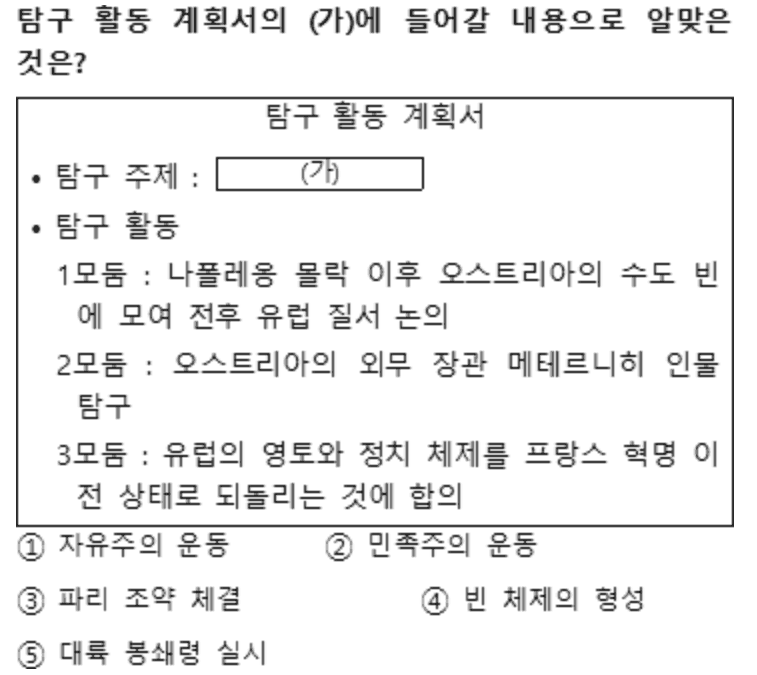 탐구 활동 계획서의 (가)에 들어갈 내용으로 알맞은
것은?
탐구 활동 계획서
• 탐구 주제 : (가)
• 탐구 활동
1모둠 : 나폴레옹 몰락 이후 오스트리아의 수도 빈
에 모여 전후 유럽 질서 논의
2모둠 : 오스트리아의 외무 장관 메테르니히 인물
탐구
3모둠 : 유럽의 영토와 정치 체제를 프랑스 혁명 이
전 상태로 되돌리는 것에 합의
① 자유주의 운동 ② 민족주의 운동
③ 파리 조약 체결 ④ 빈 체제의 형성
⑤ 대륙 봉쇄령 실시